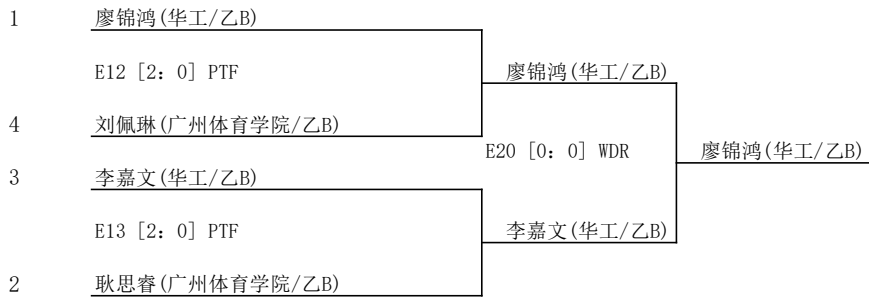 1 廖锦鸿(华工/乙B)
E12 [2: 0] PTF 廖锦鸿(华工/乙B)
4 刘佩琳(广州体育学院/乙B)
E20 [0: 0] WDR 廖锦鸿(华工/乙B)
3 李嘉文(华工/乙B)
E13 [2: 0] PTF 李嘉文(华工/乙B)
2 耿思睿(广州体育学院/乙B)